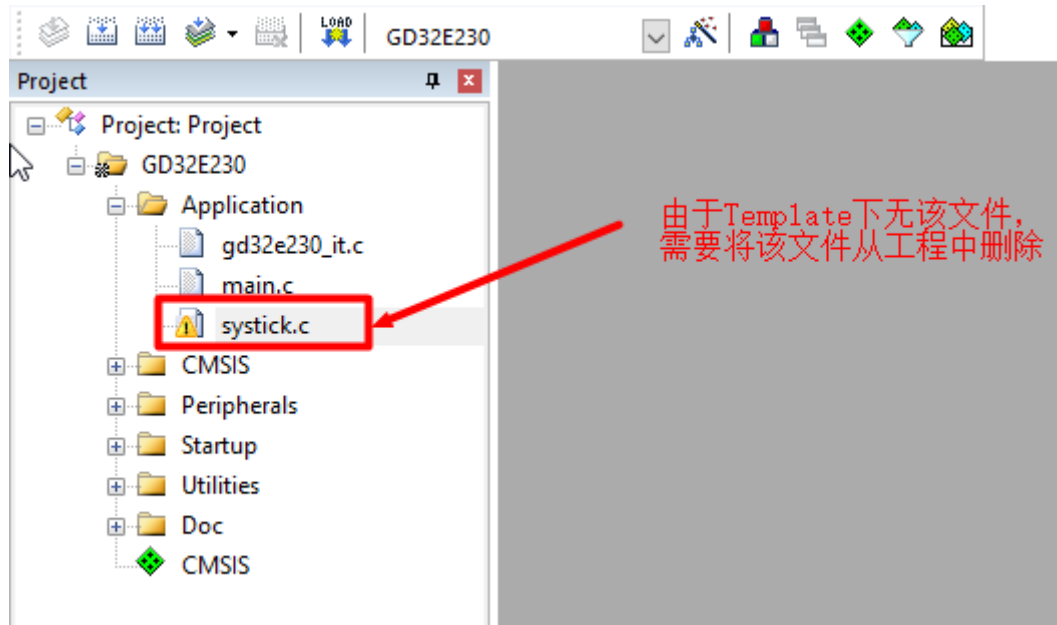 LOAD
GD32E230
Project
Project: Project
GD32E230
Application
gd32e230_it.c
main.c
systick.c
CMSIS
Peripherals
Startup
Utilities
Doc
CMSIS
由于Template下无该文件，
需要将该文件从工程中删除